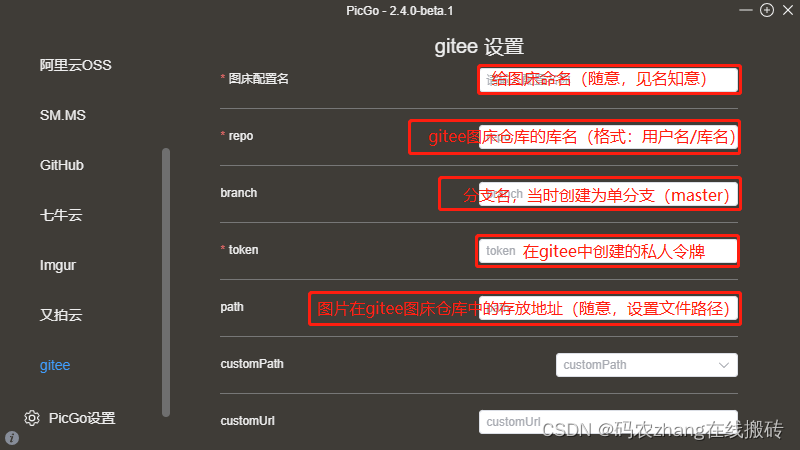 PicGo - 2.4.0-beta.1
gitee 设置
阿里云OSS
SM.MS
GitHub
七牛云
Imgur
又拍云
gitee
PicGo设置
* 图床配置名
给图床命名（随意，见名知意）
* repo
gitee图床仓库的库名（格式：用户名/库名）
branch
分支名，当时创建为单分支（master）
* token
token 在gitee中创建的私人令牌
path
图片在gitee图床仓库中的存放地址（随意，设置文件路径）
customPath
customPath
customUrl
customUrl
CSDN @码农zhang在线搬砖